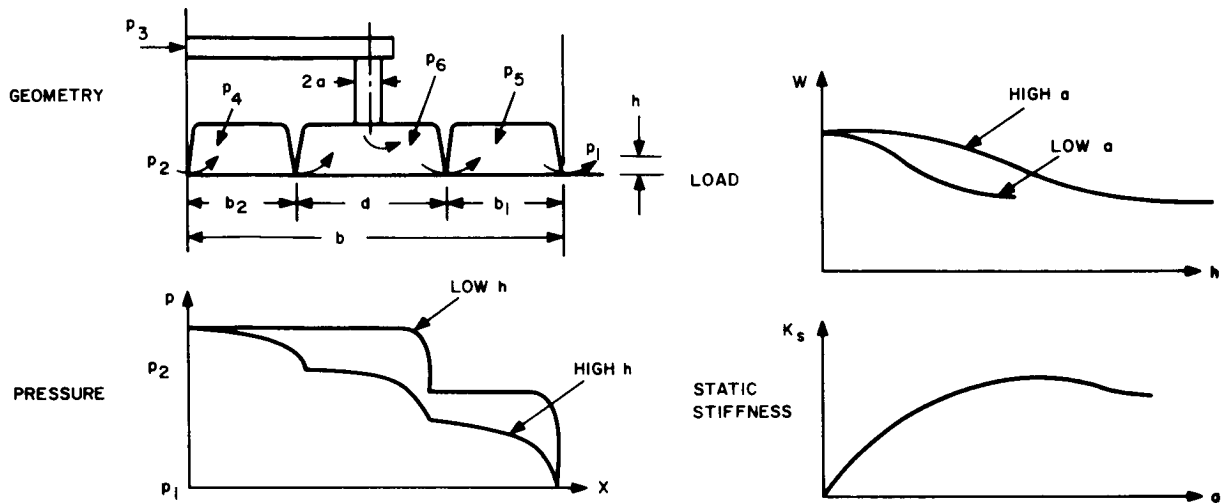 GEOMETRY
p3
2a
p4
p6
p5
h
p2
p1
b2
d
b1
b
PRESSURE
p
p2
p1
LOW h
HIGH h
X
LOAD
W
HIGH a
LOW a
h
STATIC
STIFFNESS
Ks
a